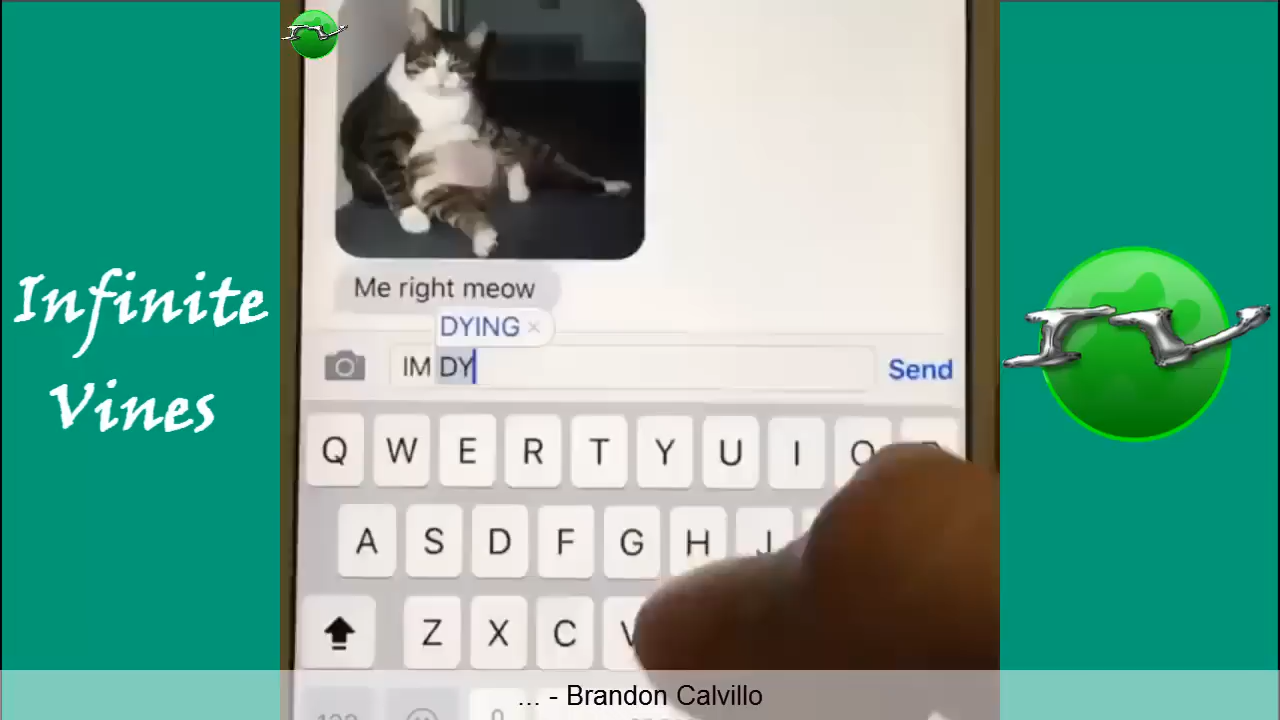 Infinite
Vines
Me right meow
DYING ×
IM DY
Send
Q W E R T Y U I O
A S D F G H J
Z X C V
... - Brandon Calvillo